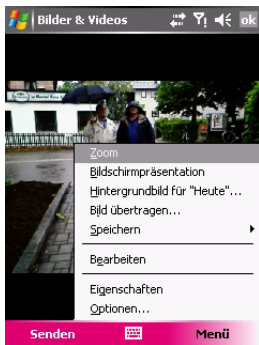 Bilder & Videos
ok
Zoom
Bildschirmpräsentation
Hintergrundbild für "Heute"...
Bild übertragen...
Speichern
Bearbeiten
Eigenschaften
Optionen...
Senden
Menü